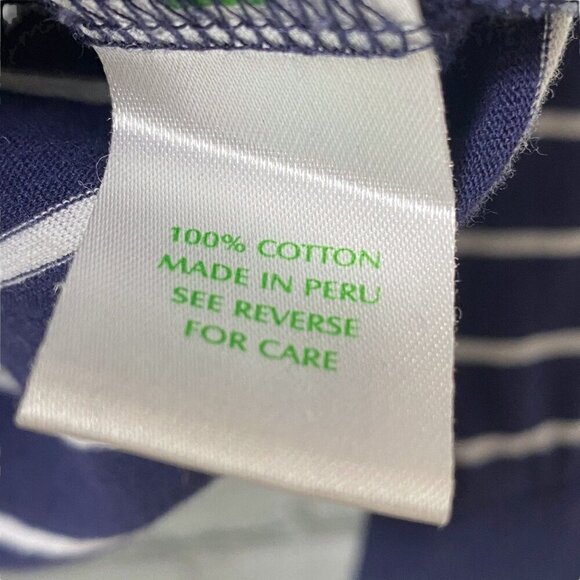 100% COTTON
MADE IN PERU
SEE REVERSE
FOR CARE